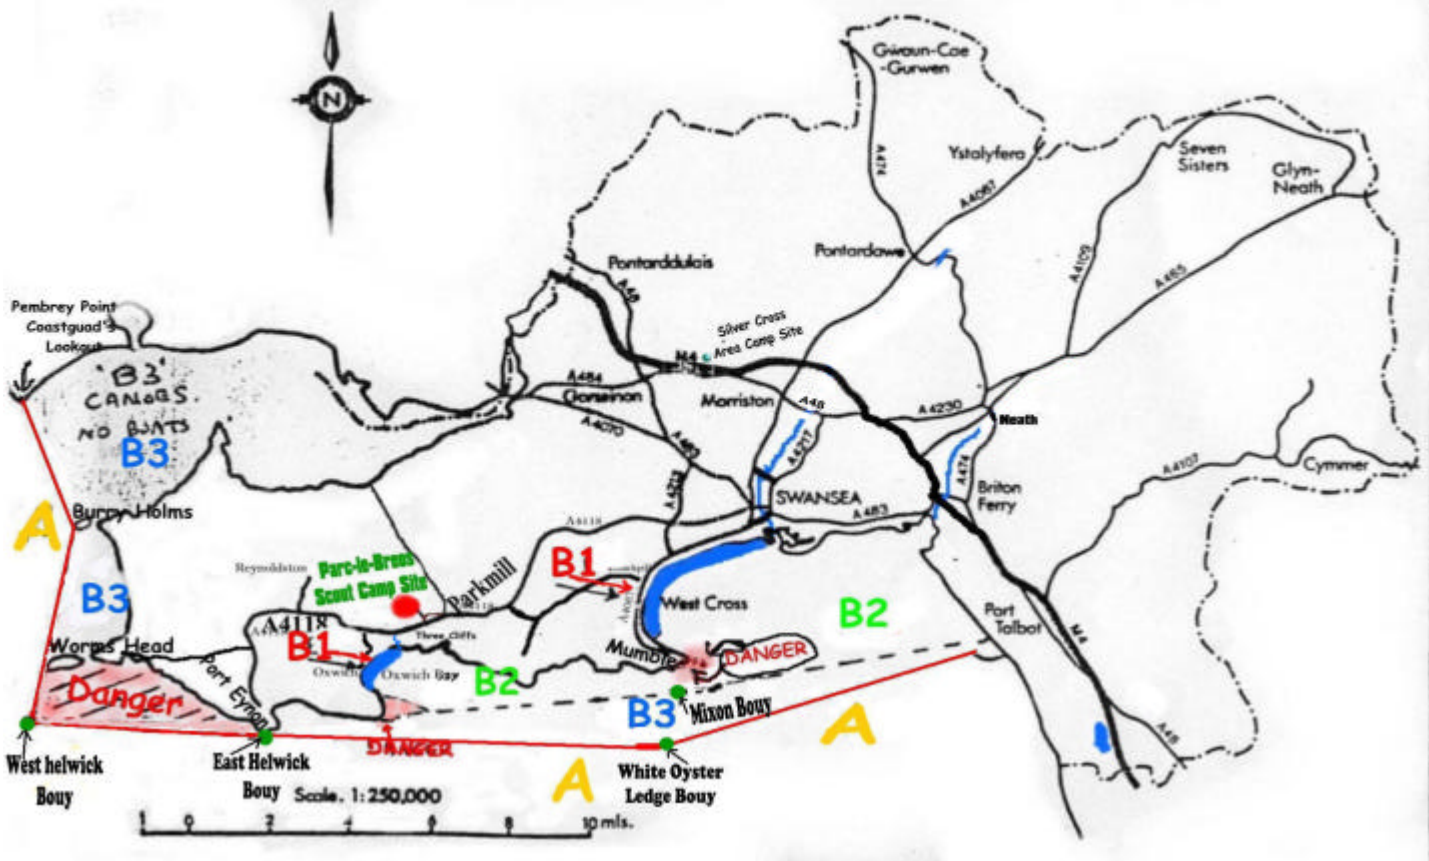 N
Gwaun-Cae
-Gurwen
A474
Ystalyfera
A4067
Seven
Sisters
Glyn-
Neath
Pontardawe
A4109
A465
Pontarddulais
A48
Pembrey Point
Coastguad's
Lookout
'B3'
CANOES.
NO BOATS
B3
Silver Cross
Area Camp Site
M4
A484
Gorseinon
Morriston
A48
A4230
Neath
A4070
A483
A4217
A474
A4107
Cymmer
A4213
SWANSEA
Briton
Ferry
A483
A
Burry Holms
A4118
Reynoldston
Parc-le-Breos
Scout Camp Site
Parkmill
B1
B3
West Cross
B2
A4118
Port
Talbot
M4
Worms Head
B1
Three Cliffs
Mumbles
DANGER
Oxwich
Oxwich Bay
B2
Port Eynon
Danger
Mixon Bouy
B3
A
DANGER
A48
West helwick
Bouy
East Helwick
Bouy
A
White Oyster
Ledge Bouy
Scale. 1:250,000
1 0 2 4 6 8 10 mls.